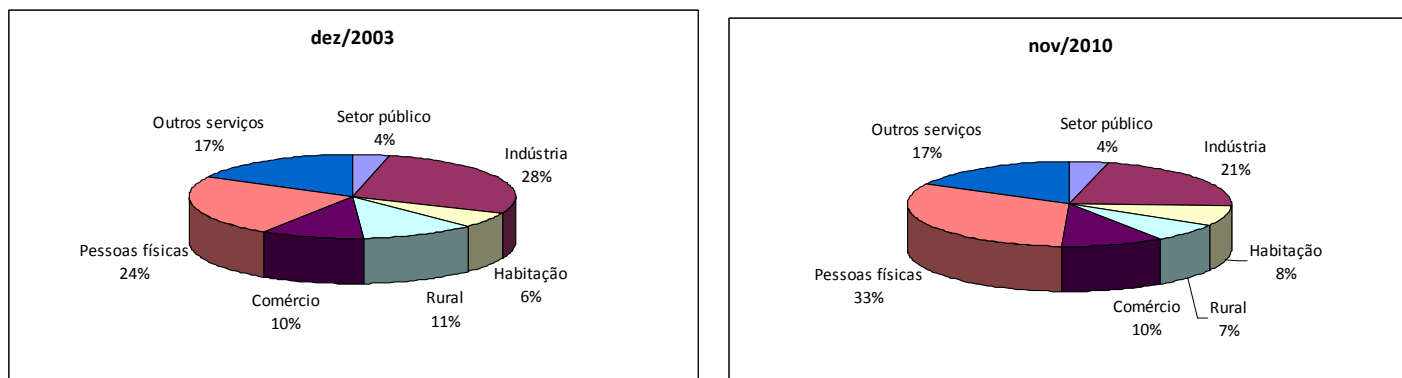 dez/2003
Setor público
4%
Indústria
28%
Habitação
6%
Rural
11%
Comércio
10%
Pessoas físicas
24%
Outros serviços
17%
nov/2010
Setor público
4%
Indústria
21%
Habitação
8%
Rural
7%
Comércio
10%
Pessoas físicas
33%
Outros serviços
17%